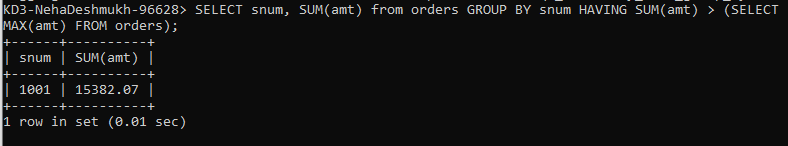 KD3-NehaDeshmukh-96628> SELECT snum, SUM(amt) from orders GROUP BY snum HAVING SUM(amt) > (SELECT
MAX(amt) FROM orders);
+------+----------+
| snum | SUM(amt) |
+------+----------+
| 1001 | 15382.07 |
+------+----------+
1 row in set (0.01 sec)